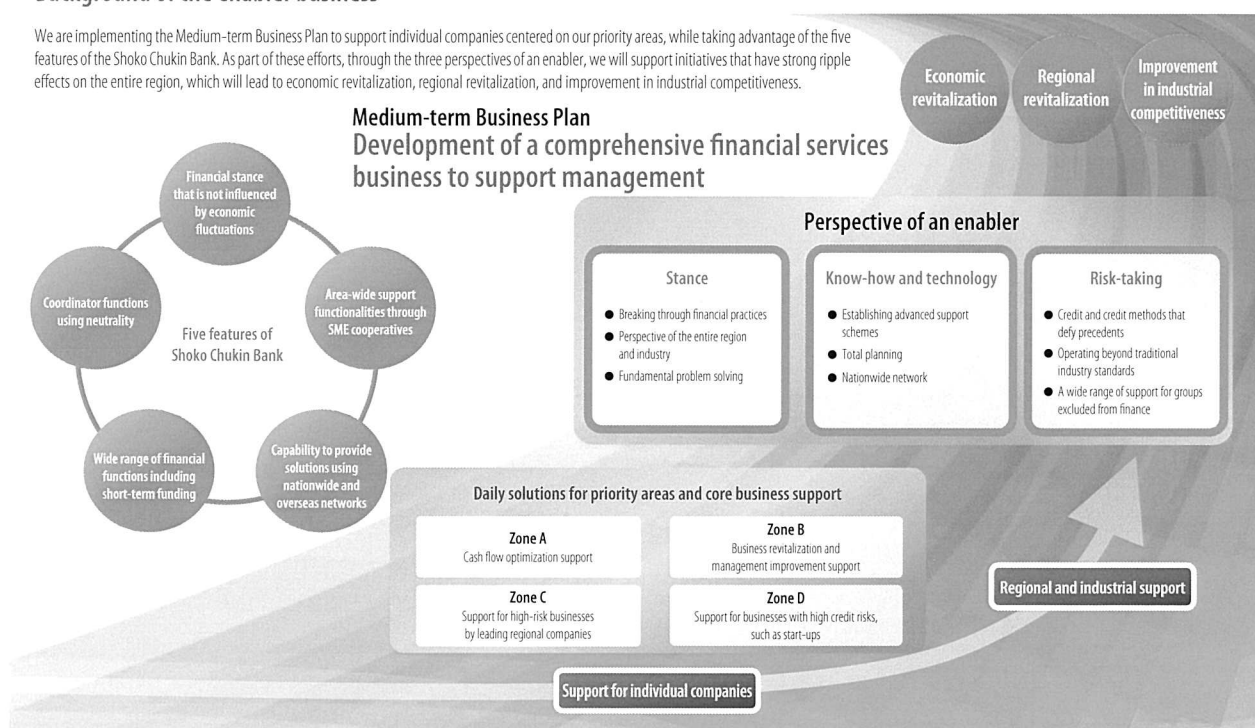 We are implementing the Medium-term Business Plan to support individual companies centered on our priority areas, while taking advantage of the five
features of the Shoko Chukin Bank. As part of these efforts, through the three perspectives of an enabler, we will support initiatives that have strong ripple
effects on the entire region, which will lead to economic revitalization, regional revitalization, and improvement in industrial competitiveness.
Economic
revitalization
Regional
revitalization
Improvement
in industrial
competitiveness
Medium-term Business Plan
Development of a comprehensive financial services
business to support management
Financial stance
that is not influenced
by economic
fluctuations
Coordinator functions
using neutrality
Area-wide support
functionalities through
SME cooperatives
Five features of
Shoko Chukin Bank
Wide range of financial
functions including
short-term funding
Capability to provide
solutions using
nationwide and
overseas networks
Perspective of an enabler
Stance
● Breaking through financial practices
● Perspective of the entire region
and industry
● Fundamental problem solving
Know-how and technology
● Establishing advanced support
schemes
● Total planning
● Nationwide network
Risk-taking
● Credit and credit methods that
defy precedents
● Operating beyond traditional
industry standards
● A wide range of support for groups
excluded from finance
Daily solutions for priority areas and core business support
Zone A
Cash flow optimization support
Zone B
Business revitalization and
management improvement support
Zone C
Support for high-risk businesses
by leading regional companies
Zone D
Support for businesses with high credit risks,
such as start-ups
Regional and industrial support
Support for individual companies